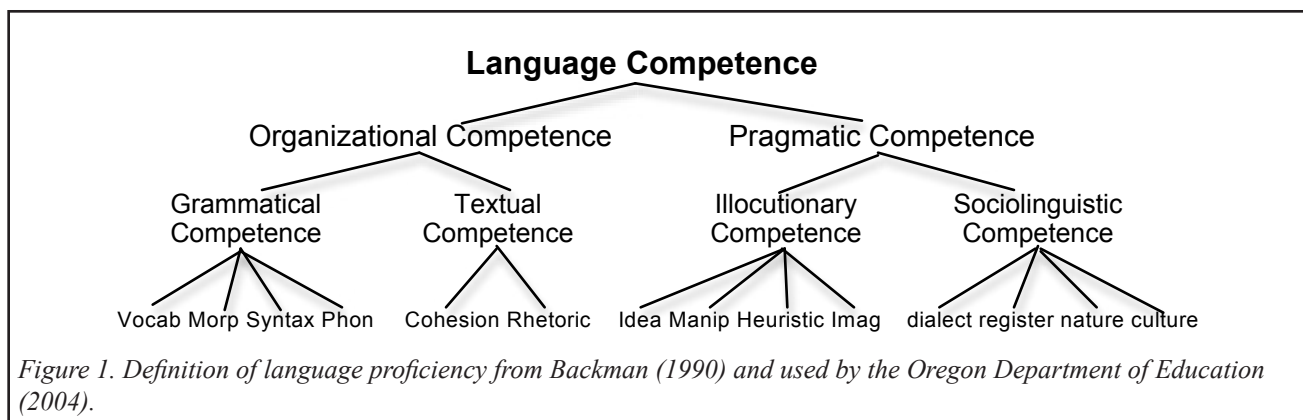 Language Competence
Organizational Competence Pragmatic Competence
Grammatical Competence
Textual Competence
Illocutionary Competence
Sociolinguistic Competence
Vocab Morp Syntax Phon
Cohesion Rhetoric
Idea Manip Heuristic Imag
dialect register nature culture
Figure 1. Definition of language proficiency from Backman (1990) and used by the Oregon Department of Education
(2004).